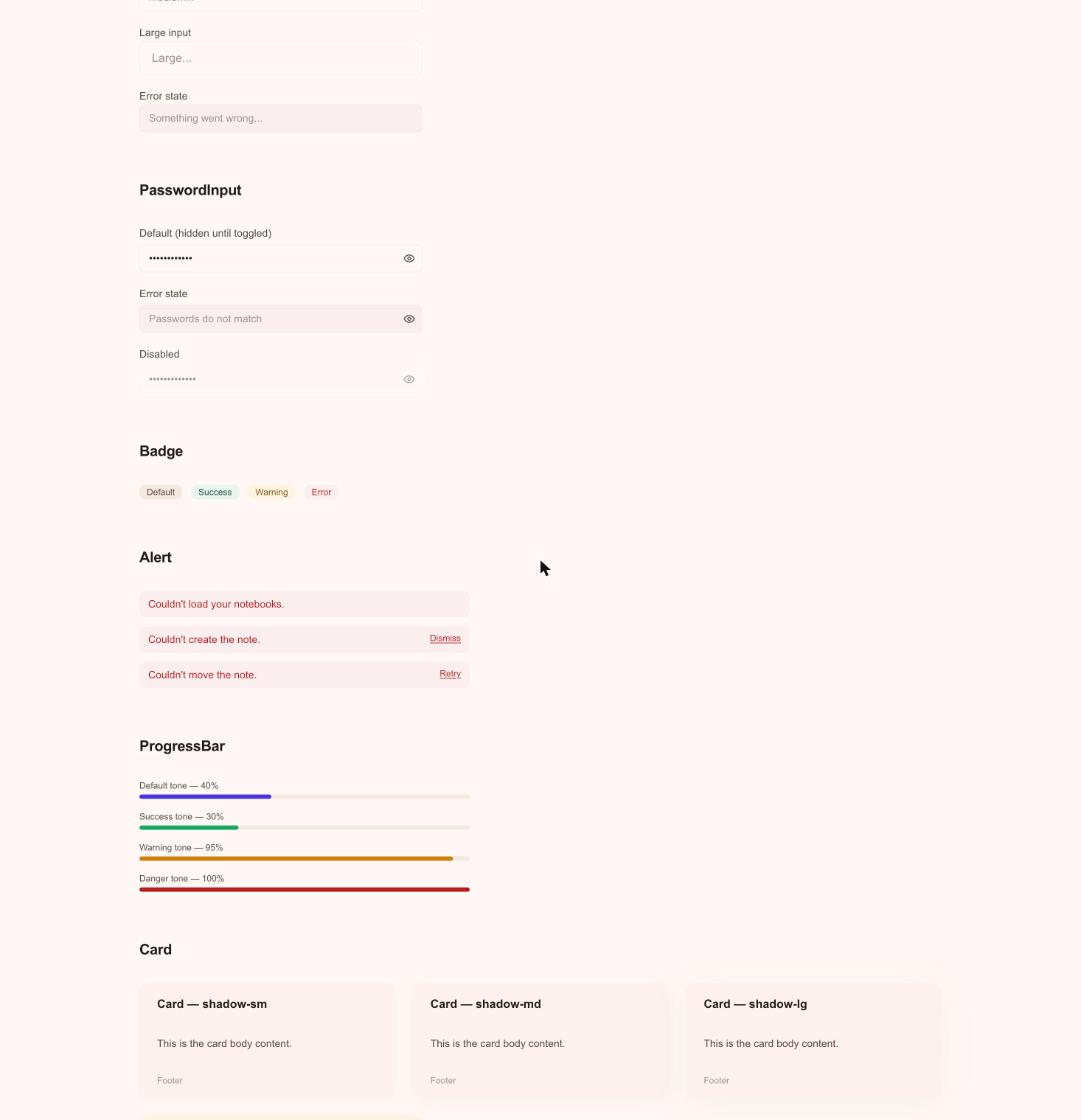 Large input
Large...
Error state
Something went wrong...
PasswordInput
Default (hidden until toggled)
••••••••••••
Error state
Passwords do not match
Disabled
•••••••••••••
Badge
Default Success Warning Error
Alert
Couldn't load your notebooks.
Couldn't create the note. Dismiss
Couldn't move the note. Retry
ProgressBar
Default tone — 40%
Success tone — 30%
Warning tone — 95%
Danger tone — 100%
Card
Card — shadow-sm Card — shadow-md Card — shadow-lg
This is the card body content. This is the card body content. This is the card body content.
Footer Footer Footer